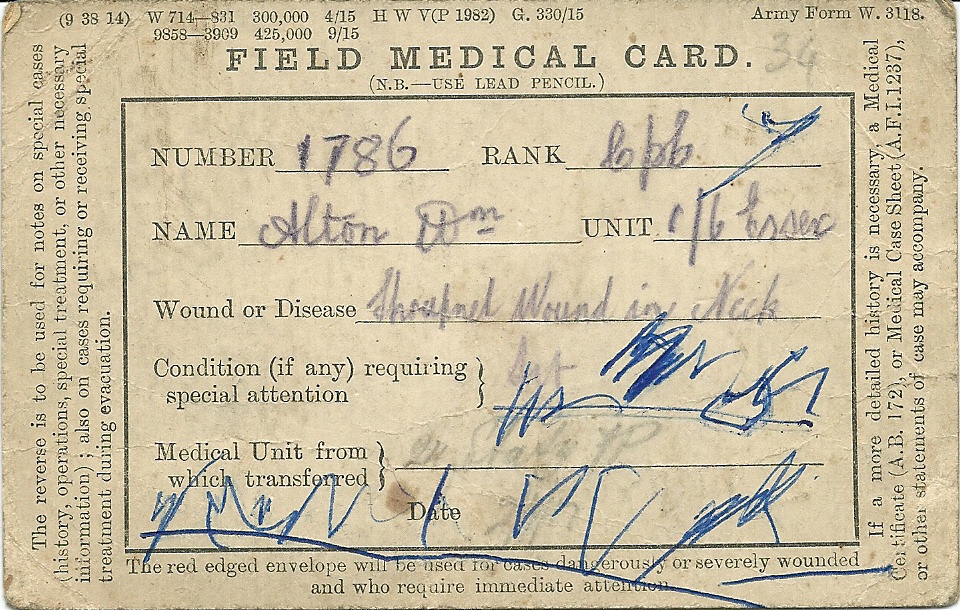 (9 38 14) W 714—831 300,000 4/15 H W V(P 1982) G. 330/15
9858—3909 425,000 9/15
Army Form W. 3118.
34
FIELD MEDICAL CARD.
(N.B.—USE LEAD PENCIL.)
NUMBER 1786 RANK Cpl
NAME Alton Wm UNIT 1/6 Essex
Wound or Disease Shrapnel Wound in Neck
Condition (if any) requiring
special attention
Medical Unit from
which transferred
Date
The red edged envelope will be used for cases dangerously or severely wounded
and who require immediate attention.
The reverse is to be used for notes on special cases
(history, operations, special treatment, or other necessary
information) ; also on cases requiring or receiving special
treatment during evacuation.
If a more detailed history is necessary, a Medical
Certificate (A.B. 172), or Medical Case Sheet (A.F.I. 1237),
or other statements of case may accompany.